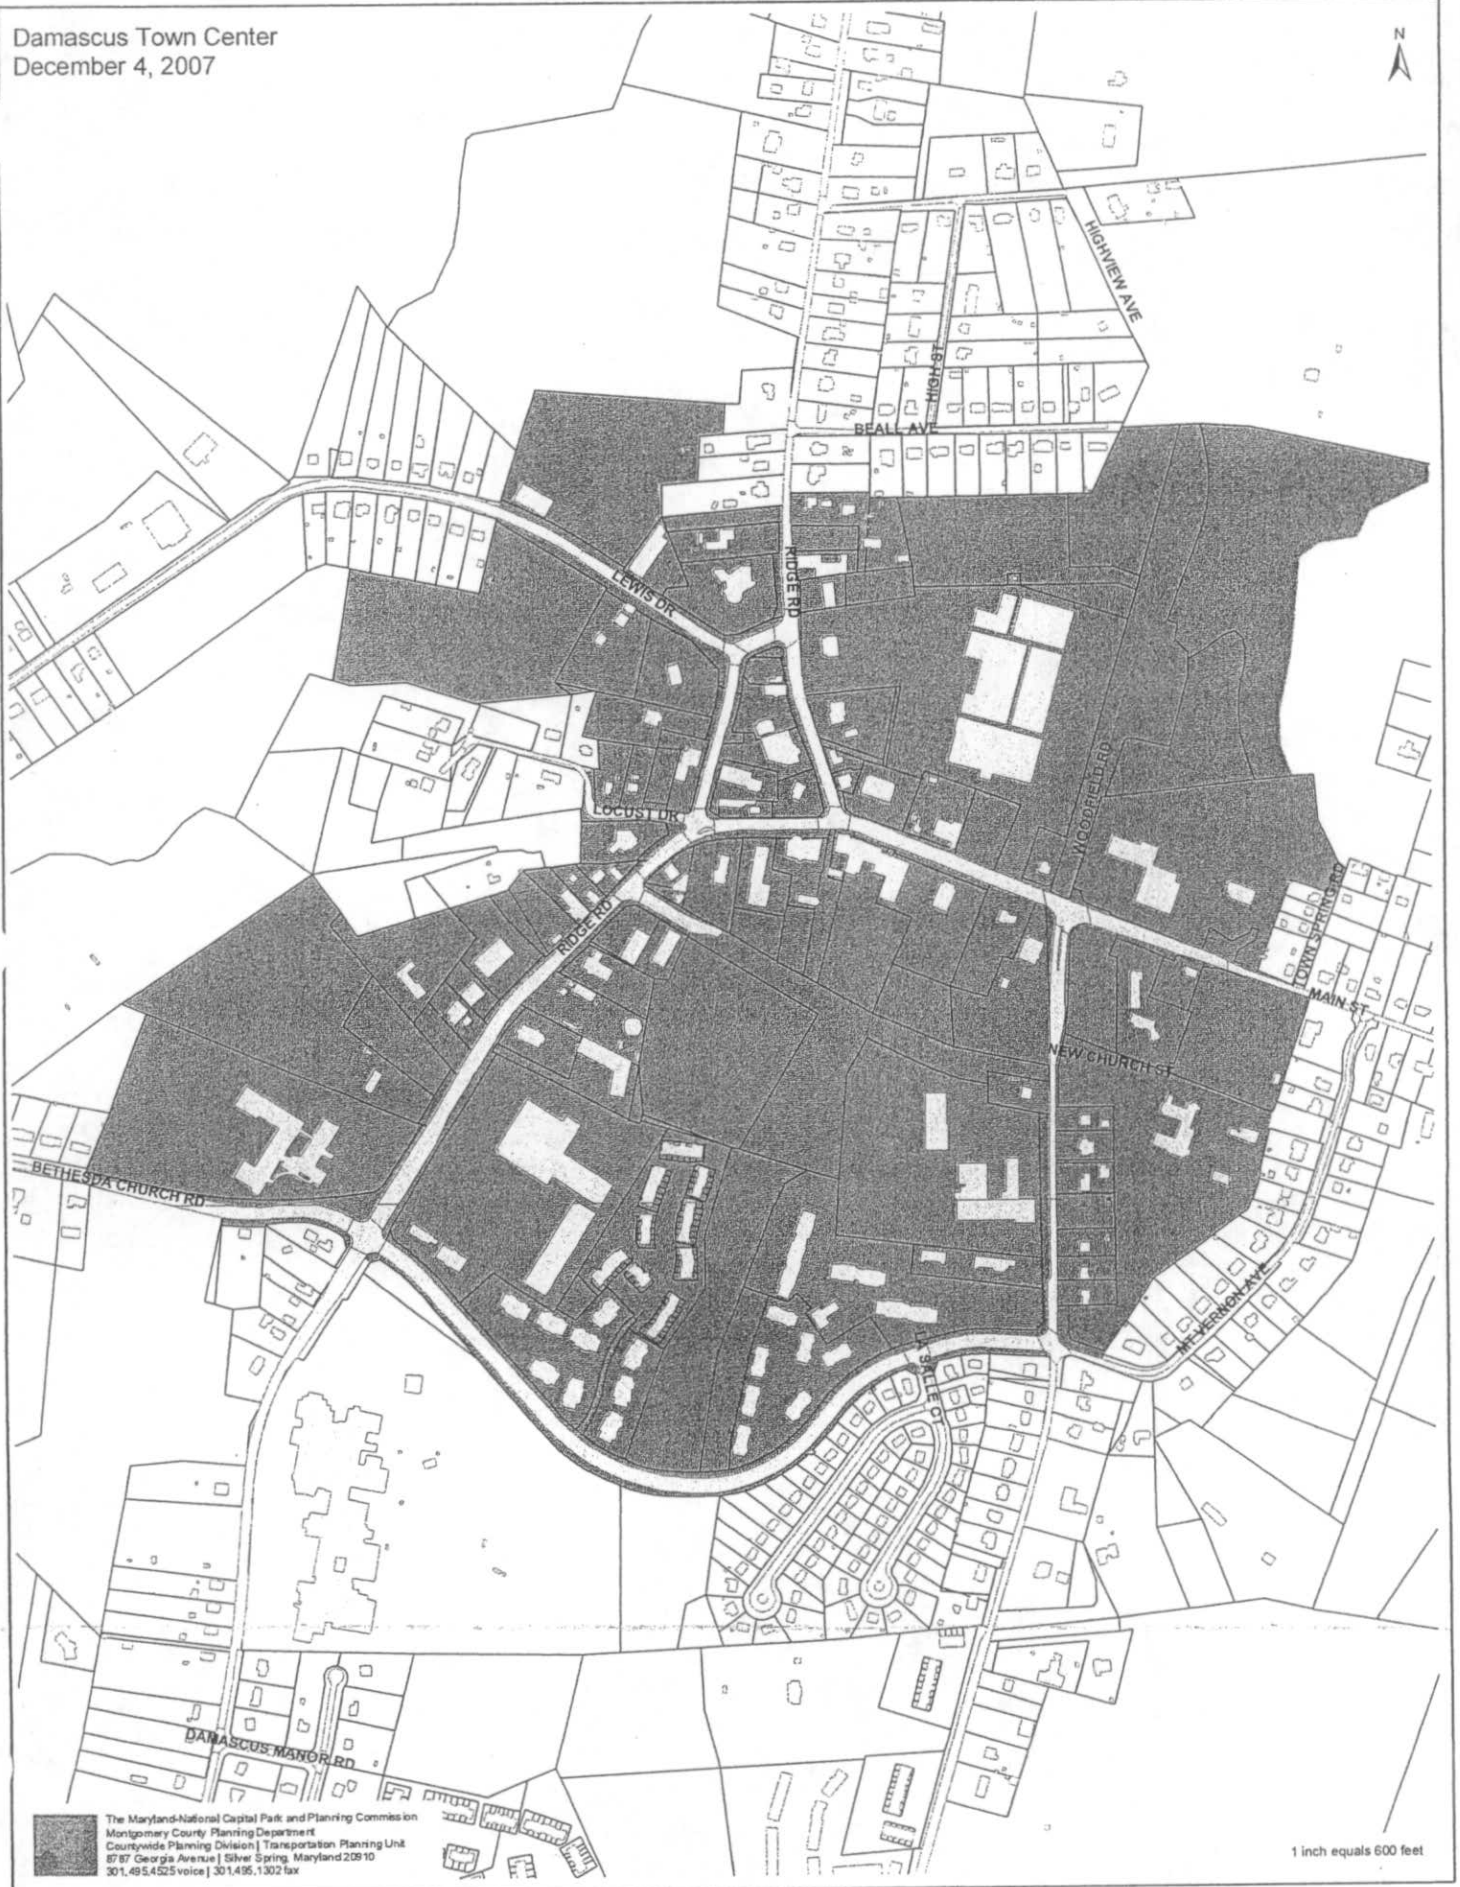 Damascus Town Center
December 4, 2007
N
HIGHVIEW AVE
HIGH ST
BEALL AVE
RIDGE RD
LEWIS DR
WOODFIELD RD
LOCUST DR
TOWN SPRING RD
RIDGE RD
MAIN ST
NEW CHURCH ST
BETHESDA CHURCH RD
MT VERNON AVE
LA SALLE CT
DAMASCUS MANOR RD
The Maryland-National Capital Park and Planning Commission
Montgomery County Planning Department
Countywide Planning Division | Transportation Planning Unit
8787 Georgia Avenue | Silver Spring, Maryland 20910
301.495.4525 voice | 301.495.1302 fax
1 inch equals 600 feet